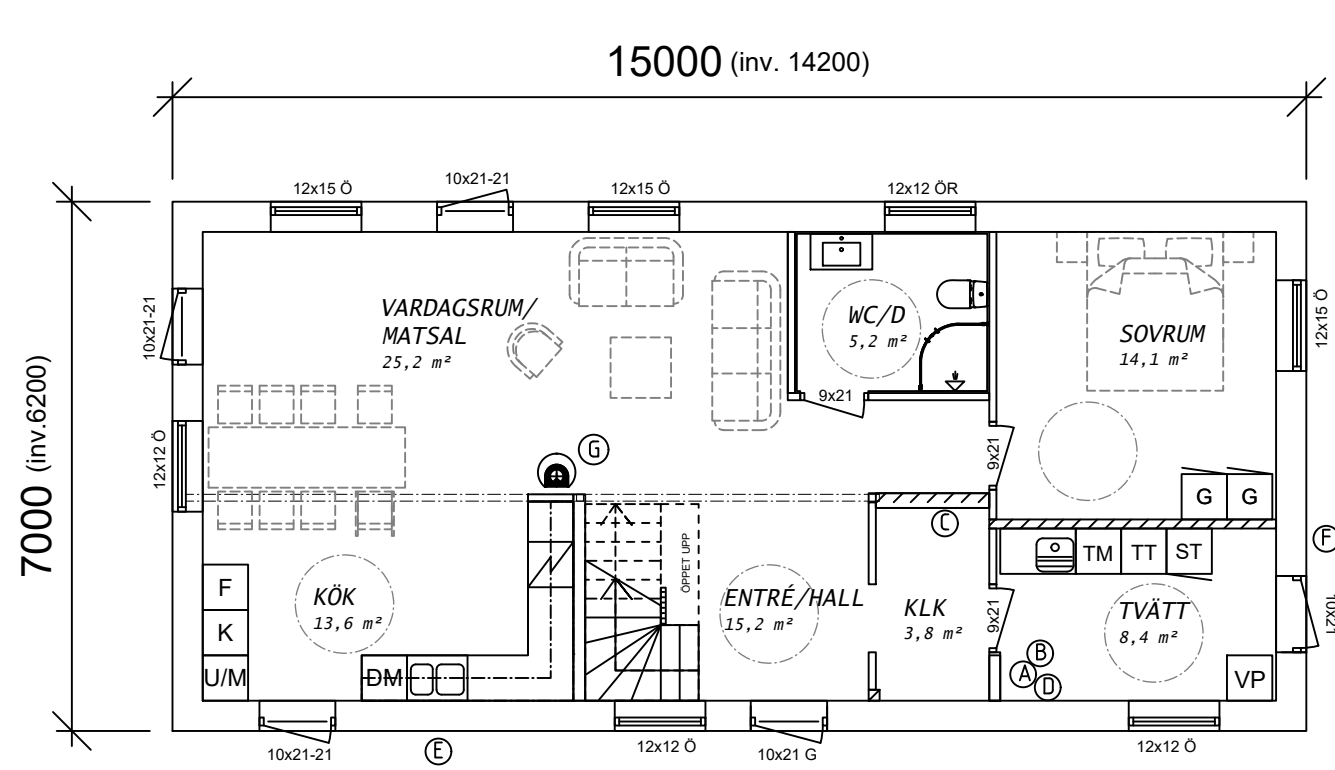 15000 (inv. 14200)
7000 (inv.6200)
12x15 Ö
10x21-21
12x15 Ö
12x12 ÖR
10x21-21
12x12 Ö
12x15 Ö
VARDAGSRUM/
MATSAL
25,2 m²
WC/D
5,2 m²
9x21
SOVRUM
14,1 m²
9x21
G
G
G
C
F
ÖPPET UPP
TM
TT
ST
F
K
U/M
KÖK
13,6 m²
DM
ENTRÉ/HALL
15,2 m²
KLK
3,8 m²
9x21
TVÄTT
8,4 m²
B
A
D
VP
10x21
10x21-21
E
12x12 Ö
10x21 G
12x12 Ö